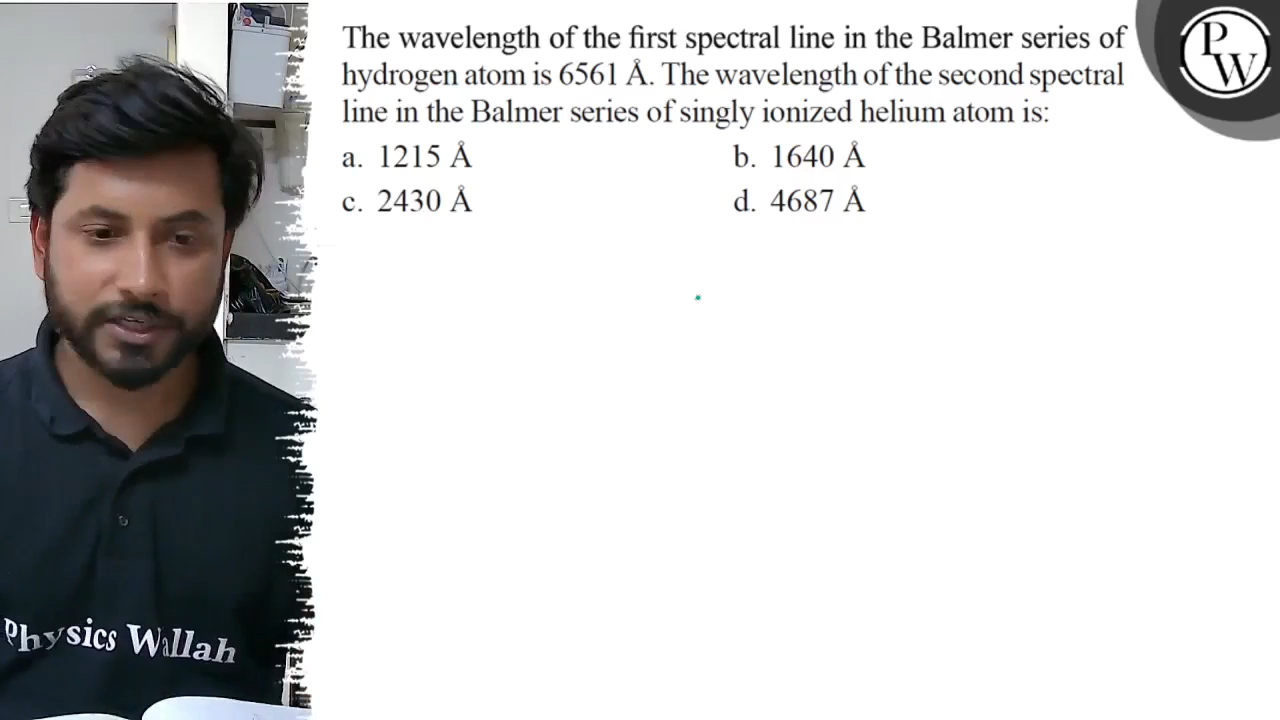 The wavelength of the first spectral line in the Balmer series of
hydrogen atom is 6561 Å. The wavelength of the second spectral
line in the Balmer series of singly ionized helium atom is:
a. 1215 Å b. 1640 Å
c. 2430 Å d. 4687 Å
PW
Physics Wallah